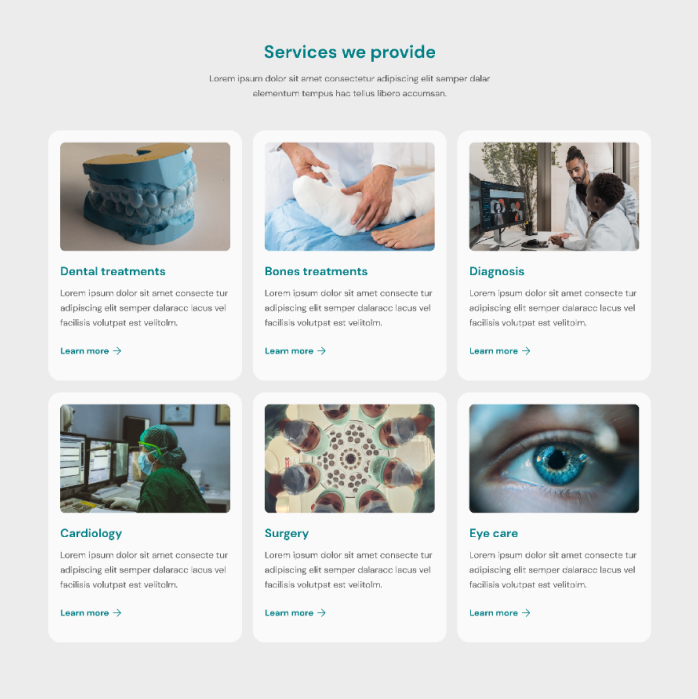 Services we provide
Lorem ipsum dolor sit amet consectetur adipiscing elit semper dalar
elementum tempus hac tellus libero accumsan.
Dental treatments
Lorem ipsum dolor sit amet consecte tur
adipiscing elit semper dalaracc lacus vel
facilisis volutpat est velitolm.
Learn more →
Bones treatments
Lorem ipsum dolor sit amet consecte tur
adipiscing elit semper dalaracc lacus vel
facilisis volutpat est velitolm.
Learn more →
Diagnosis
Lorem ipsum dolor sit amet consecte tur
adipiscing elit semper dalaracc lacus vel
facilisis volutpat est velitolm.
Learn more →
Cardiology
Lorem ipsum dolor sit amet consecte tur
adipiscing elit semper dalaracc lacus vel
facilisis volutpat est velitolm.
Learn more →
Surgery
Lorem ipsum dolor sit amet consecte tur
adipiscing elit semper dalaracc lacus vel
facilisis volutpat est velitolm.
Learn more →
Eye care
Lorem ipsum dolor sit amet consecte tur
adipiscing elit semper dalaracc lacus vel
facilisis volutpat est velitolm.
Learn more →